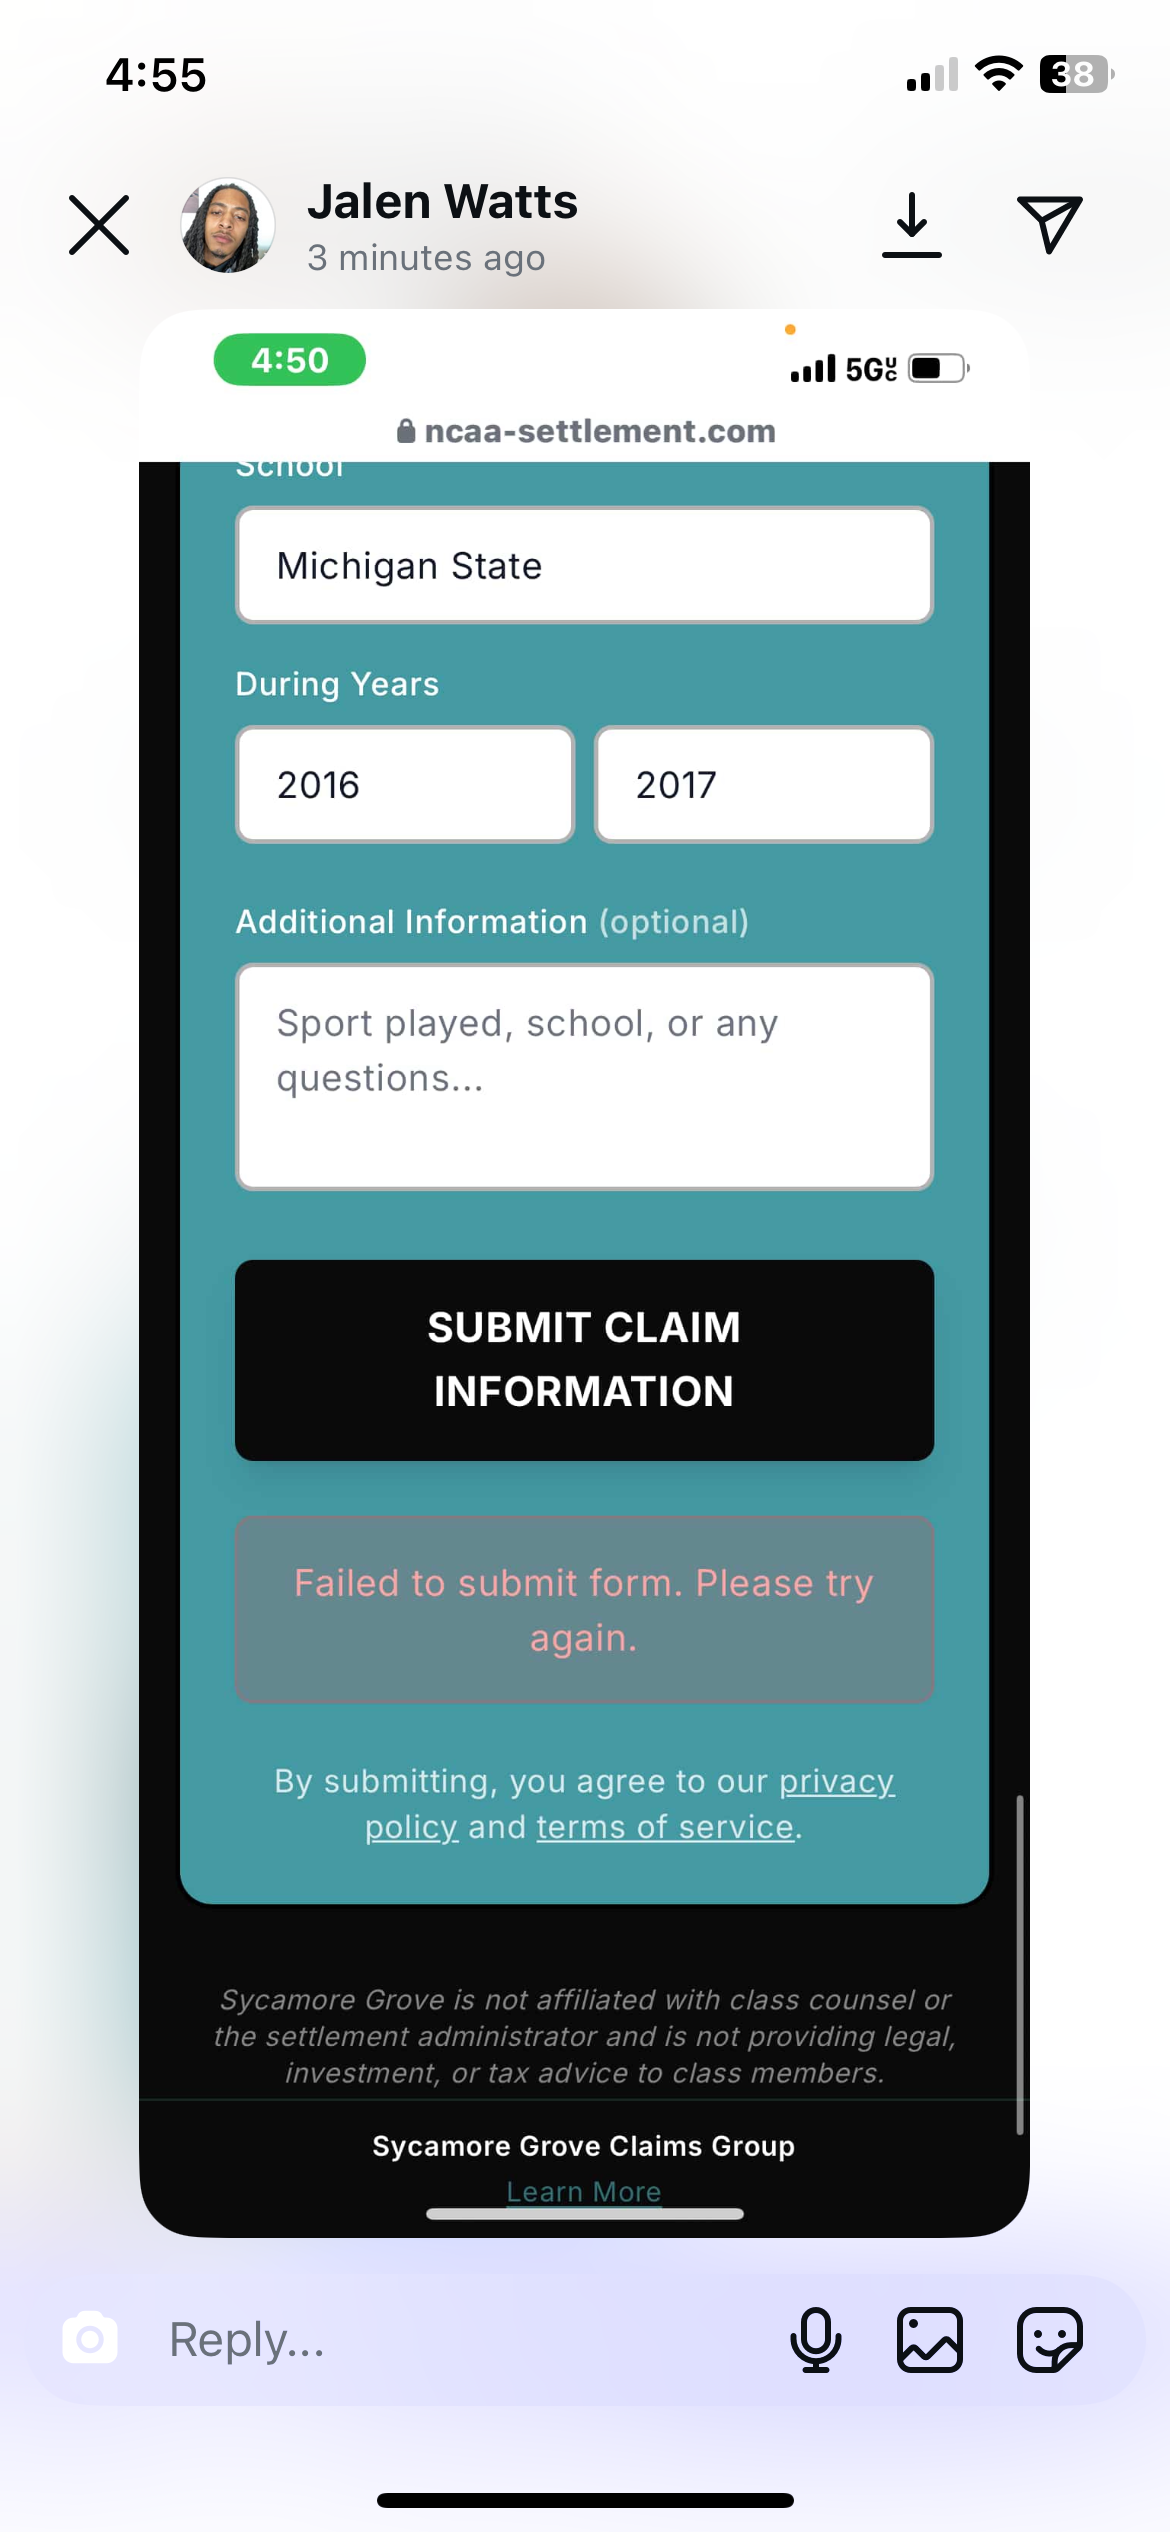 4:55
38
Jalen Watts
3 minutes ago
4:50
5G UC
ncaa-settlement.com
School
Michigan State
During Years
2016
2017
Additional Information (optional)
Sport played, school, or any
questions...
SUBMIT CLAIM
INFORMATION
Failed to submit form. Please try
again.
By submitting, you agree to our privacy
policy and terms of service.
Sycamore Grove is not affiliated with class counsel or
the settlement administrator and is not providing legal,
investment, or tax advice to class members.
Sycamore Grove Claims Group
Learn More
Reply...